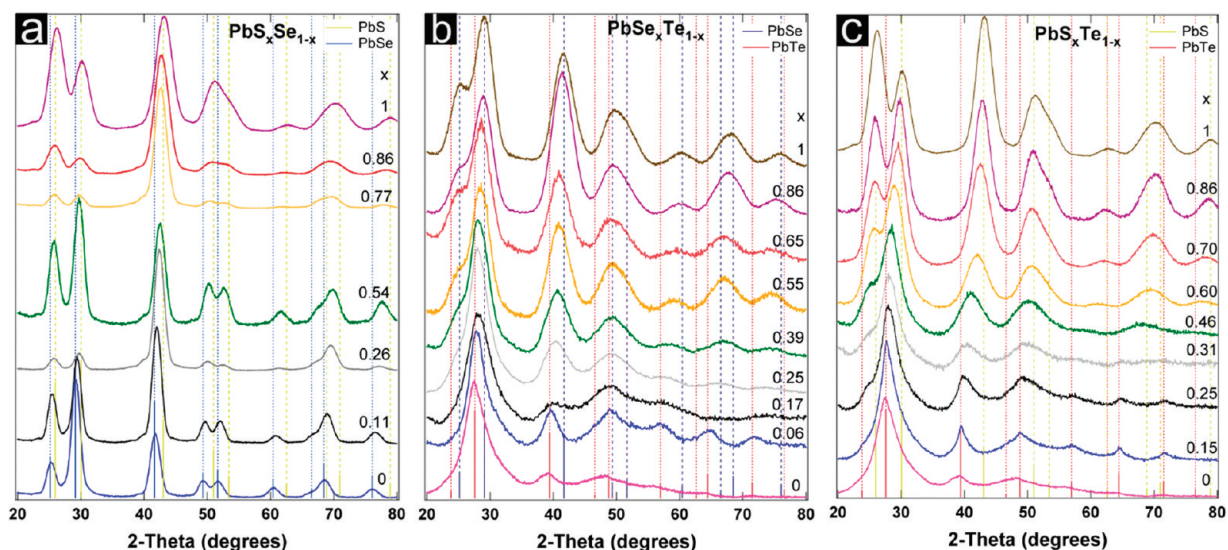 a
PbSₓSe₁₋ₓ
PbS
PbSe
x
1
0.86
0.77
0.54
0.26
0.11
0
20 30 40 50 60 70 80
2-Theta (degrees)
b
PbSeₓTe₁₋ₓ
PbSe
PbTe
x
1
0.86
0.65
0.55
0.39
0.25
0.17
0.06
0
20 30 40 50 60 70 80
2-Theta (degrees)
c
PbSₓTe₁₋ₓ
PbS
PbTe
x
1
0.86
0.70
0.60
0.46
0.31
0.25
0.15
0
20 30 40 50 60 70 80
2-Theta (degrees)